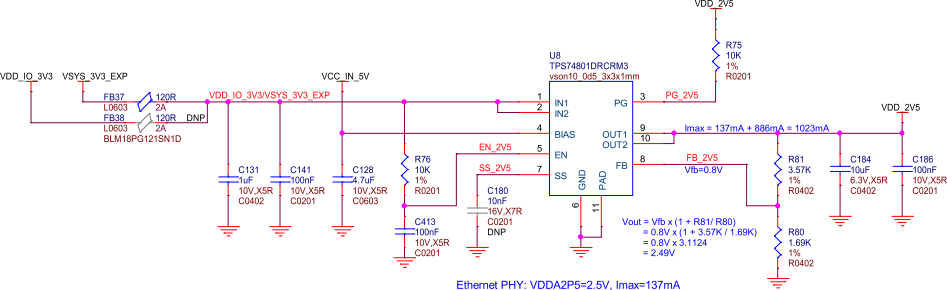 VDD_2V5
U8
TPS74801DRCRM3
vson10_0d5_3x3x1mm
R75
10K
1%
R0201
VDD_IO_3V3
VSYS_3V3_EXP
VCC_IN_5V
FB37
120R
L0603
2A
FB38
120R
DNP
L0603
2A
BLM18PG121SN1D
VDD_IO_3V3/VSYS_3V3_EXP
1
IN1
2
IN2
PG
3
PG_2V5
VDD_2V5
4
BIAS
OUT1
9
Imax = 137mA + 886mA = 1023mA
OUT2
10
EN_2V5
5
EN
SS_2V5
7
SS
FB
8
FB_2V5
Vfb=0.8V
GND
PAD
6
11
C131
1uF
10V,X5R
C0402
C141
100nF
10V,X5R
C0201
C128
4.7uF
10V,X5R
C0603
R76
10K
1%
R0201
C180
10nF
16V,X7R
C0201
DNP
C413
100nF
10V,X5R
C0201
R81
3.57K
1%
R0402
C184
10uF
6.3V,X5R
C0402
C186
100nF
10V,X5R
C0201
R80
1.69K
1%
R0402
Vout = Vfb x (1 + R81/ R80)
= 0.8V x (1 + 3.57K / 1.69K)
= 0.8V x 3.1124
= 2.49V
Ethernet PHY: VDDA2P5=2.5V, Imax=137mA